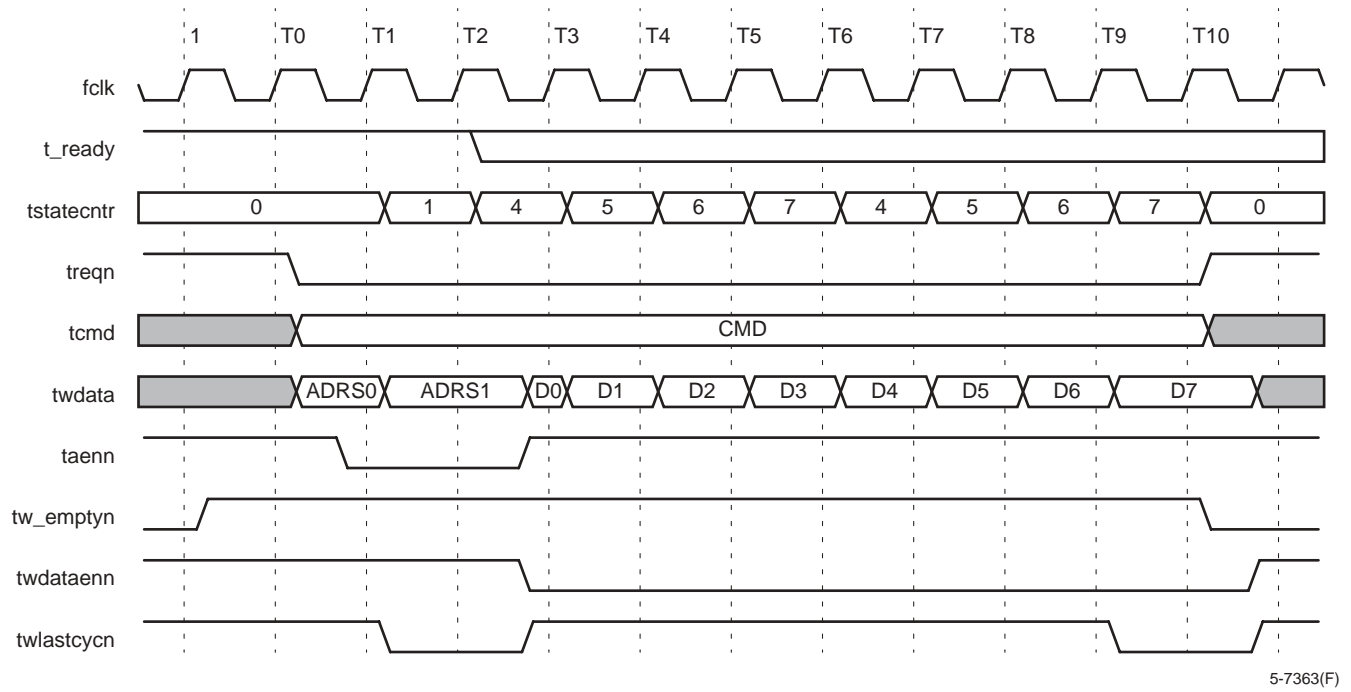 1 T0 T1 T2 T3 T4 T5 T6 T7 T8 T9 T10
fclk
t_ready
tstatecntr 0 1 4 5 6 7 4 5 6 7 0
treqn
tcmd CMD
twdata ADRS0 ADRS1 D0 D1 D2 D3 D4 D5 D6 D7
taenn
tw_emptyn
twdataenn
twlastcycn
5-7363(F)